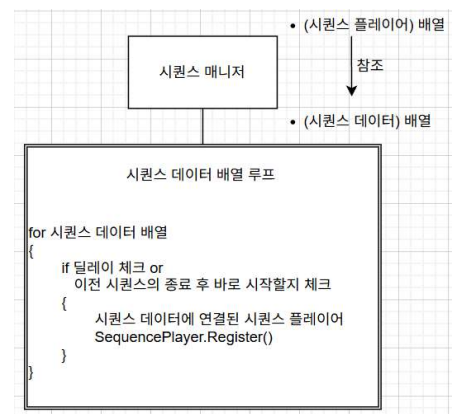 • (시퀀스 플레이어) 배열
시퀀스 매니저
참조
• (시퀀스 데이터) 배열
시퀀스 데이터 배열 루프
for 시퀀스 데이터 배열
{
if 딜레이 체크 or
이전 시퀀스의 종료 후 바로 시작할지 체크
{
시퀀스 데이터에 연결된 시퀀스 플레이어
SequencePlayer.Register()
}
}